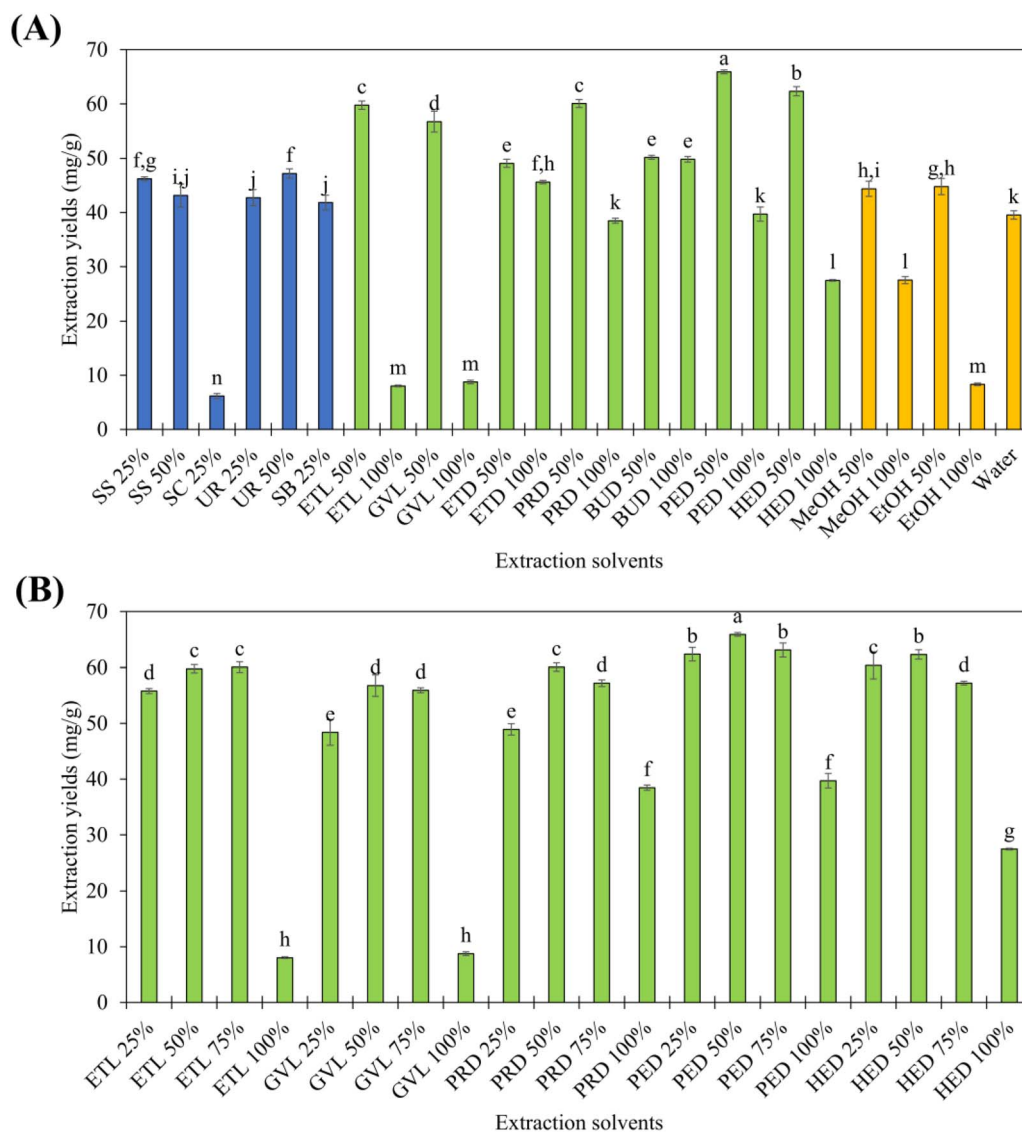 (A)
Extraction yields (mg/g)
70
60
50
40
30
20
10
0
f,g
i,j
n
j
f
j
c
m
d
m
e
f,h
c
k
e
e
a
k
b
l
h,i
l
g,h
m
k
SS 25%
SS 50%
SC 25%
UR 25%
UR 50%
SB 25%
ETL 50%
ETL 100%
GVL 50%
GVL 100%
ETD 50%
ETD 100%
PRD 50%
PRD 100%
BUD 50%
BUD 100%
PED 50%
PED 100%
HED 50%
HED 100%
MeOH 50%
MeOH 100%
EtOH 50%
EtOH 100%
Water
Extraction solvents
(B)
Extraction yields (mg/g)
70
60
50
40
30
20
10
0
d
c
c
h
e
d
d
h
e
c
d
f
b
a
b
f
c
b
d
g
ETL 25%
ETL 50%
ETL 75%
ETL 100%
GVL 25%
GVL 50%
GVL 75%
GVL 100%
PRD 25%
PRD 50%
PRD 75%
PRD 100%
PED 25%
PED 50%
PED 75%
PED 100%
HED 25%
HED 50%
HED 75%
HED 100%
Extraction solvents